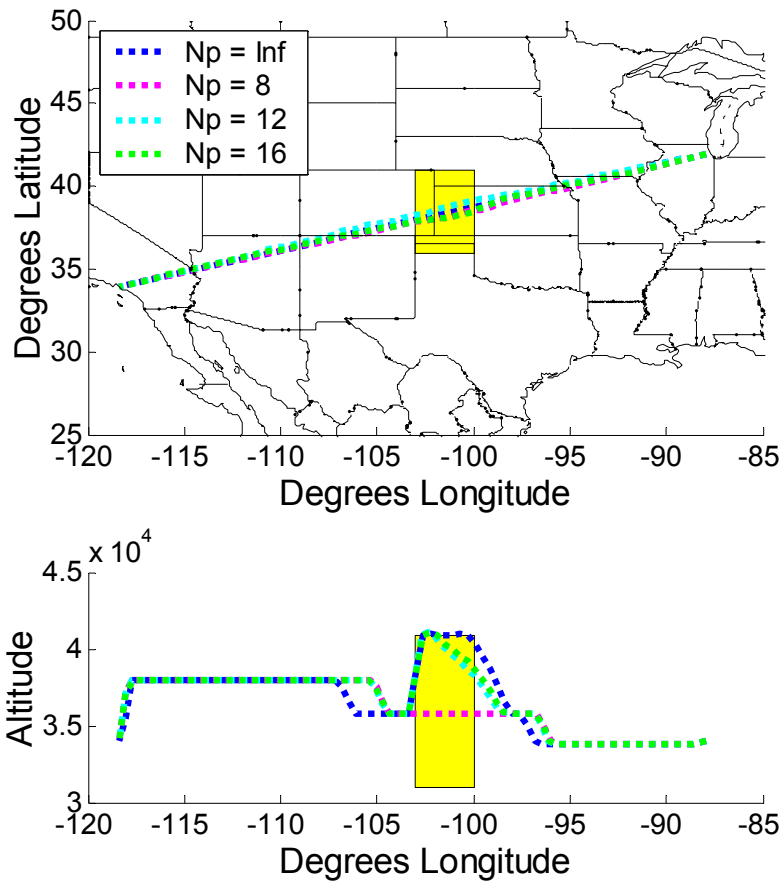 50
45
40
35
30
25
Degrees Latitude
Np = Inf
Np = 8
Np = 12
Np = 16
-120 -115 -110 -105 -100 -95 -90 -85
Degrees Longitude
x 10^4
4.5
4
3.5
3
Altitude
-120 -115 -110 -105 -100 -95 -90 -85
Degrees Longitude